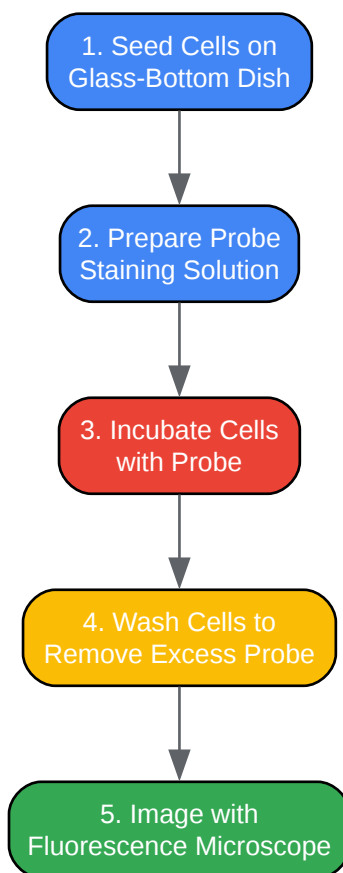 1. Seed Cells on
Glass-Bottom Dish
2. Prepare Probe
Staining Solution
3. Incubate Cells
with Probe
4. Wash Cells to
Remove Excess Probe
5. Image with
Fluorescence Microscope